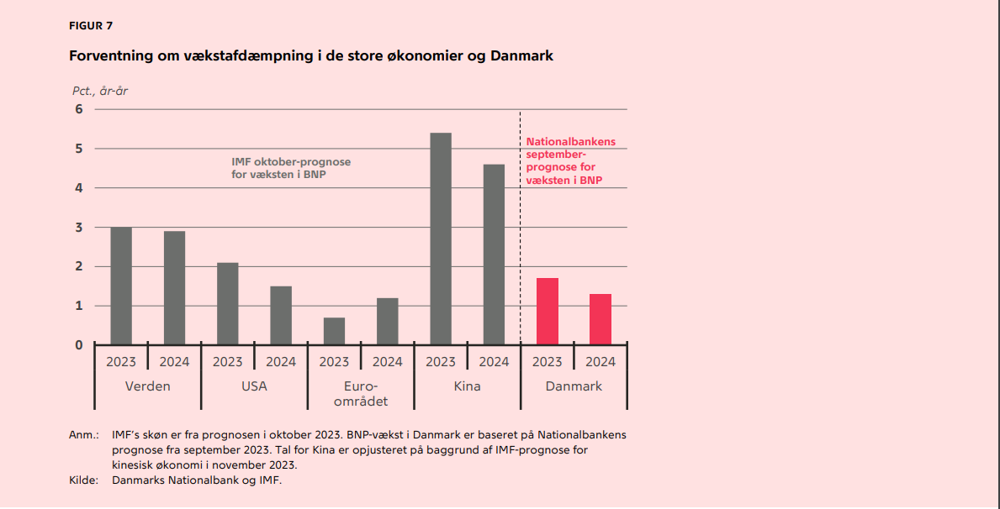 FIGUR 7
Forventning om vækstafdæmpning i de store økonomier og Danmark
Pct., år-år
6
5
4
3
2
1
0
IMF oktober-prognose
for væksten i BNP
Nationalbankens
september-
prognose for
væksten i BNP
2023 2024 2023 2024 2023 2024 2023 2024 2023 2024
Verden USA Euro- Kina Danmark
området
Anm.: IMF's skøn er fra prognosen i oktober 2023. BNP-vækst i Danmark er baseret på Nationalbankens
prognose fra september 2023. Tal for Kina er opjusteret på baggrund af IMF-prognose for
kinesisk økonomi i november 2023.
Kilde: Danmarks Nationalbank og IMF.